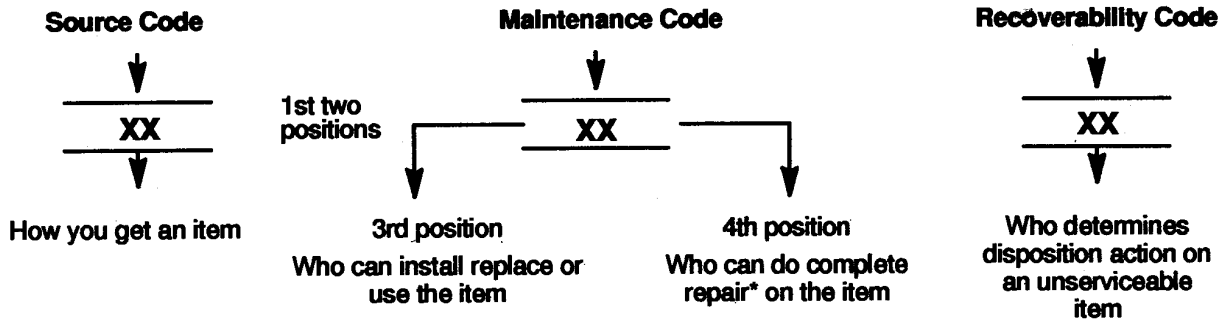 Source Code
Maintenance Code
Recoverability Code
XX
1st two
positions
XX
XX
How you get an item
3rd position
Who can install replace or
use the item
4th position
Who can do complete
repair* on the item
Who determines
disposition action on
an unserviceable
item